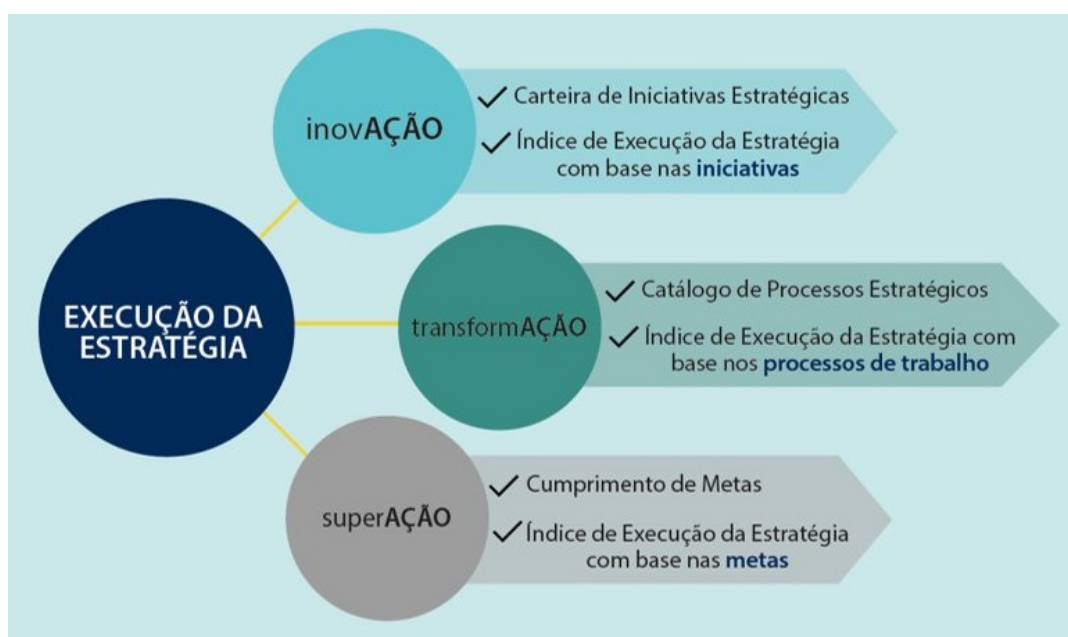 EXECUÇÃO DA
ESTRATÉGIA
inovAÇÃO
✓ Carteira de Iniciativas Estratégicas
✓ Índice de Execução da Estratégia
com base nas iniciativas
transformAÇÃO
✓ Catálogo de Processos Estratégicos
✓ Índice de Execução da Estratégia com
base nos processos de trabalho
superAÇÃO
✓ Cumprimento de Metas
✓ Índice de Execução da Estratégia
com base nas metas